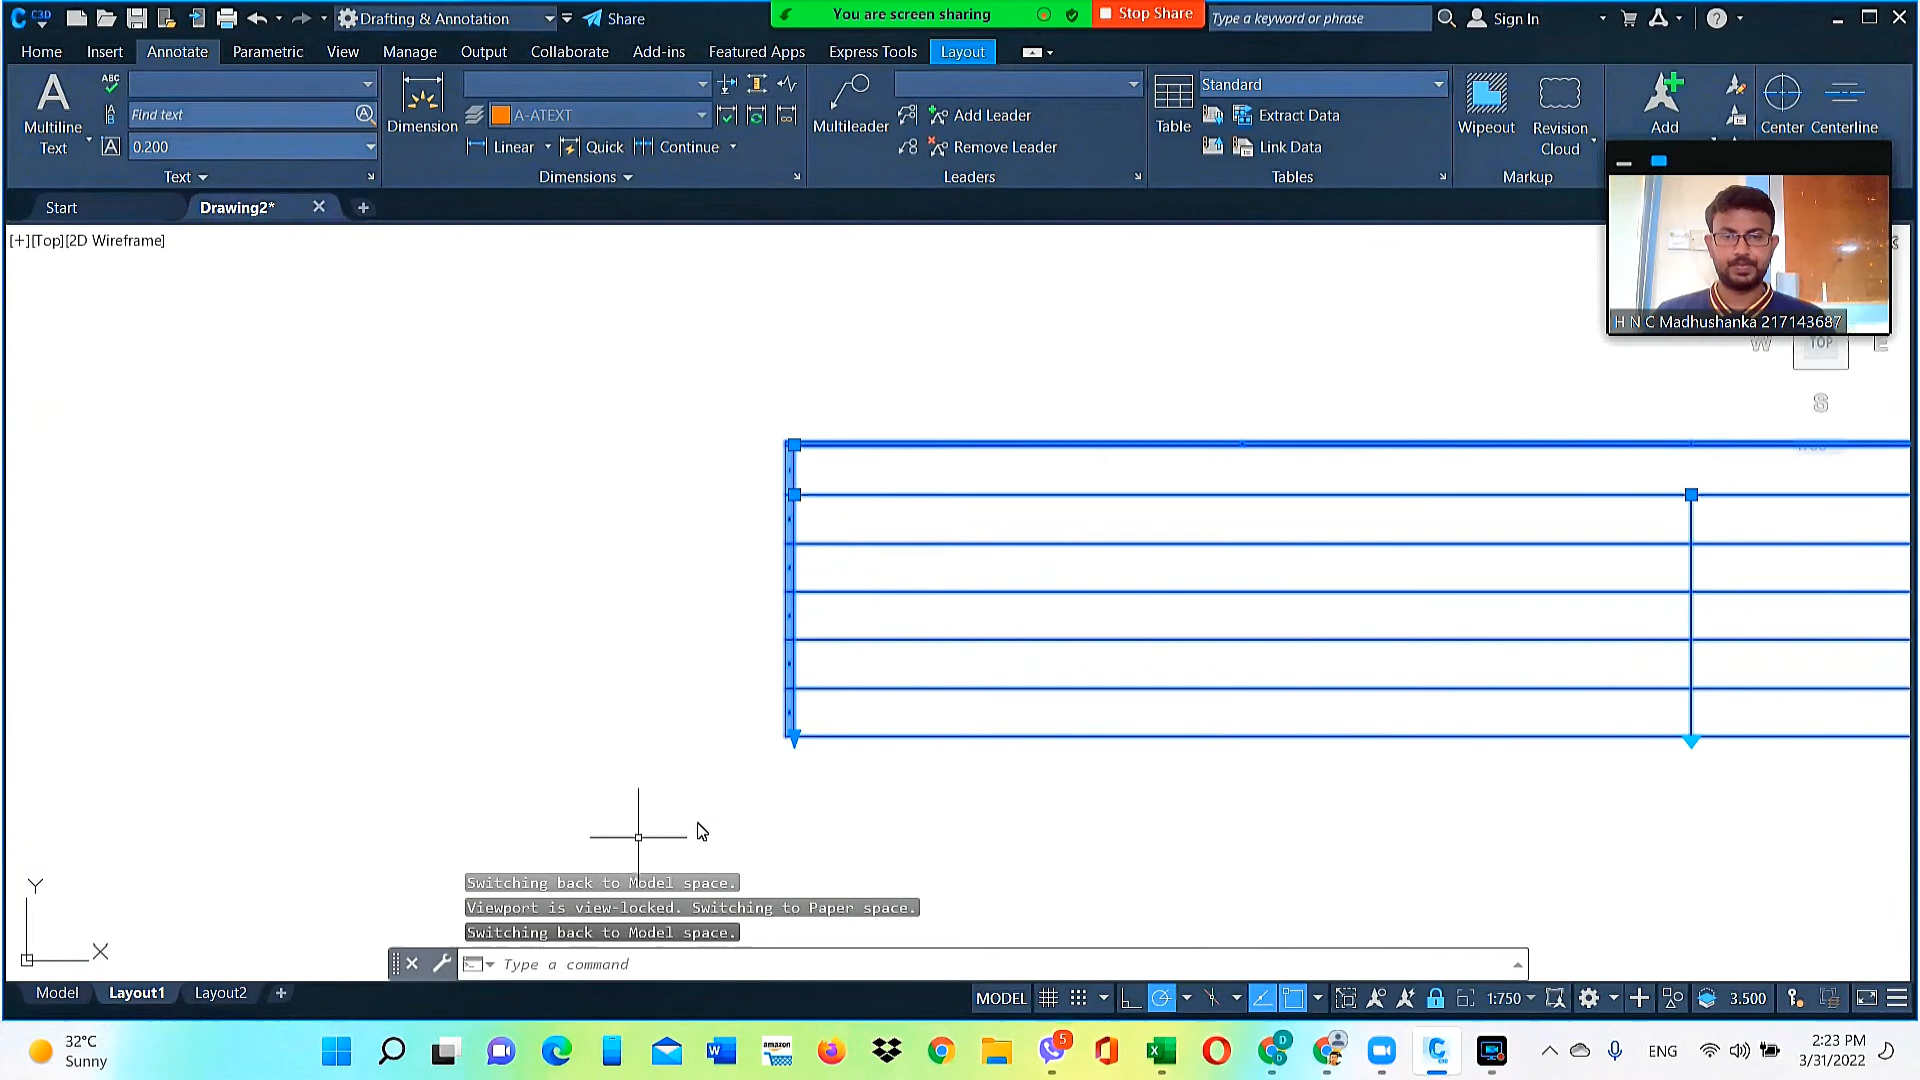 C3D Drafting & Annotation Share You are screen sharing Stop Share Type a keyword or phrase Sign In
Home Insert Annotate Parametric View Manage Output Collaborate Add-ins Featured Apps Express Tools Layout
Multiline Text
ABC
Find text
0.200
Text
Dimension
A-ATEXT
Linear Quick Continue
Dimensions
Multileader
Add Leader
Remove Leader
Leaders
Table
Standard
Extract Data
Link Data
Tables
Wipeout Revision Cloud
Markup
Add Center Centerline
Start Drawing2*
[+][Top][2D Wireframe]
H N C Madhushanka 217143687
W TOP E
S
Switching back to Model space.
Viewport is view-locked. Switching to Paper space.
Switching back to Model space.
Y
X
Type a command
Model Layout1 Layout2 MODEL 1:750 3.500
32°C
Sunny
amazon
5
ENG
2:23 PM
3/31/2022